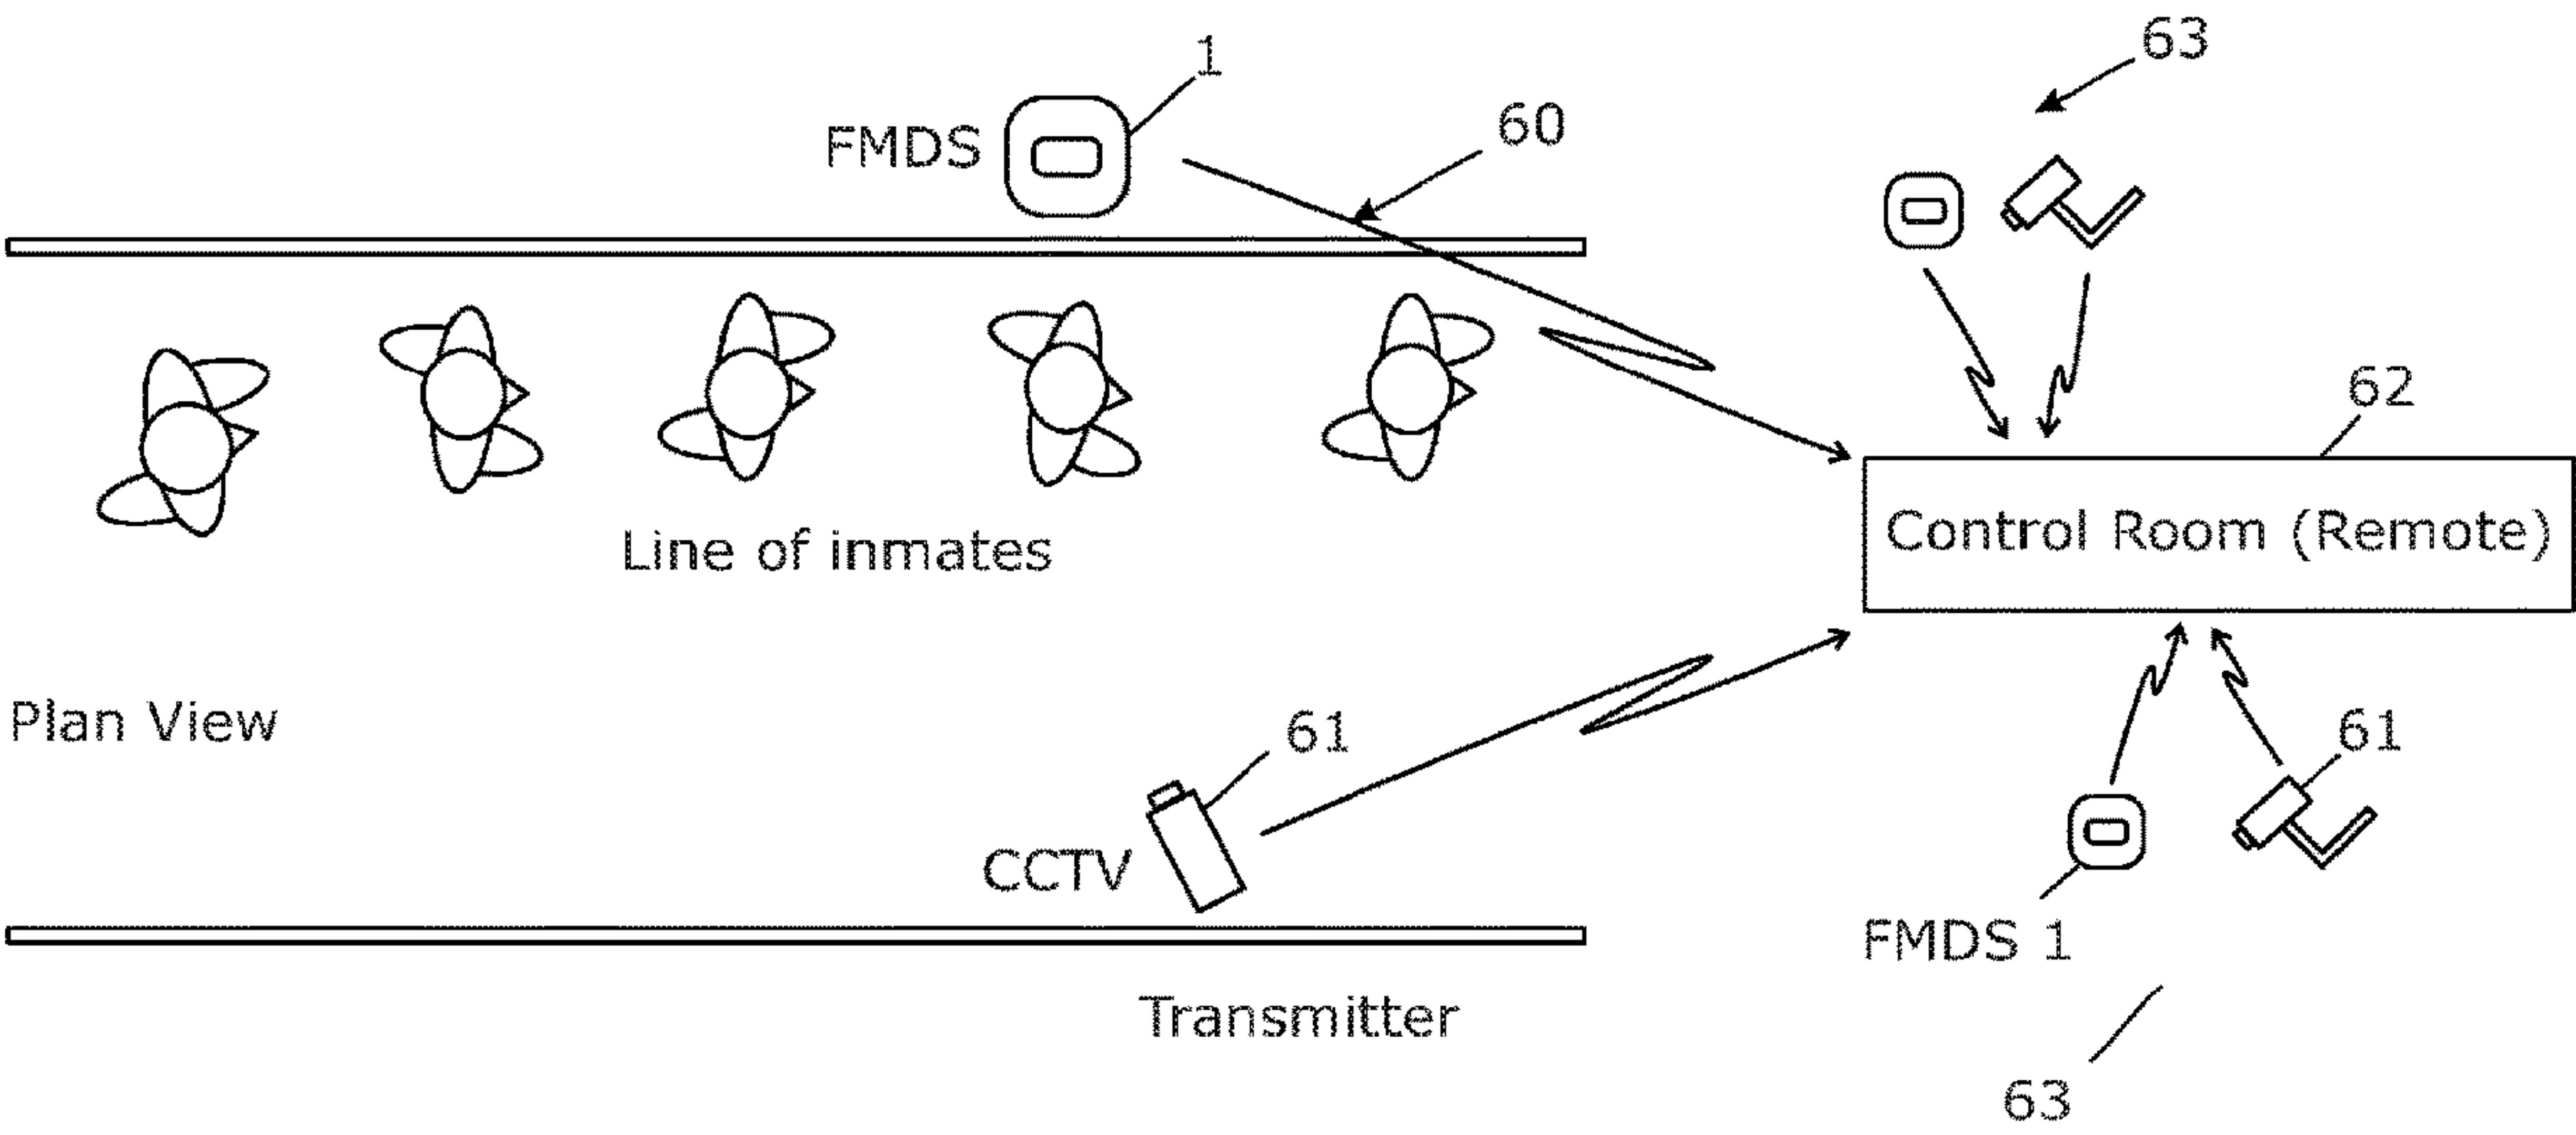 63
1
60
FMDS
62
Control Room (Remote)
Line of inmates
Plan View
61
61
CCTV
FMDS 1
Transmitter
63